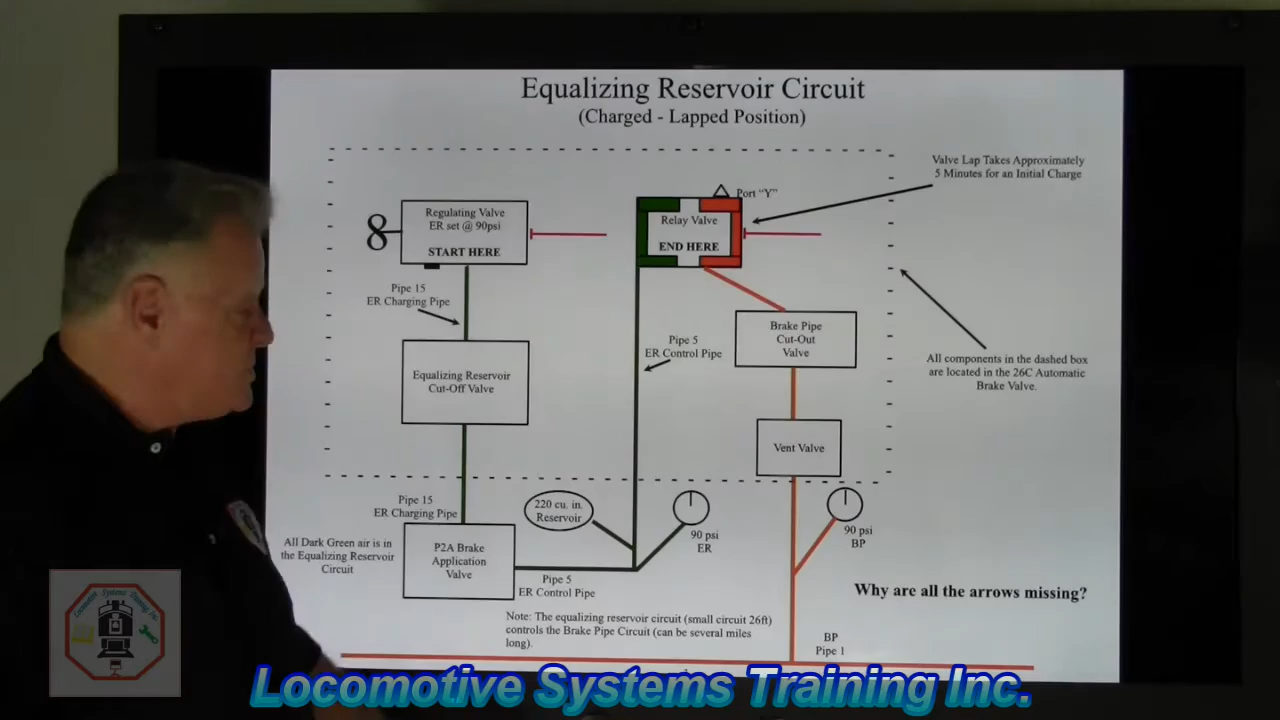 Equalizing Reservoir Circuit
(Charged - Lapped Position)
Valve Lap Takes Approximately
5 Minutes for an Initial Charge
Port "Y"
8
Regulating Valve
ER set @ 90psi
START HERE
Relay Valve
END HERE
Pipe 15
ER Charging Pipe
Pipe 5
ER Control Pipe
Brake Pipe
Cut-Out
Valve
All components in the dashed box
are located in the 26C Automatic
Brake Valve.
Equalizing Reservoir
Cut-Off Valve
Vent Valve
Pipe 15
ER Charging Pipe
220 cu. in.
Reservoir
90 psi
ER
90 psi
BP
All Dark Green air is in
the Equalizing Reservoir
Circuit
P2A Brake
Application
Valve
Pipe 5
ER Control Pipe
Why are all the arrows missing?
Note: The equalizing reservoir circuit (small circuit 26ft)
controls the Brake Pipe Circuit (can be several miles
long).
BP
Pipe 1
Locomotive Systems Training Inc.
Locomotive Systems Training Inc.